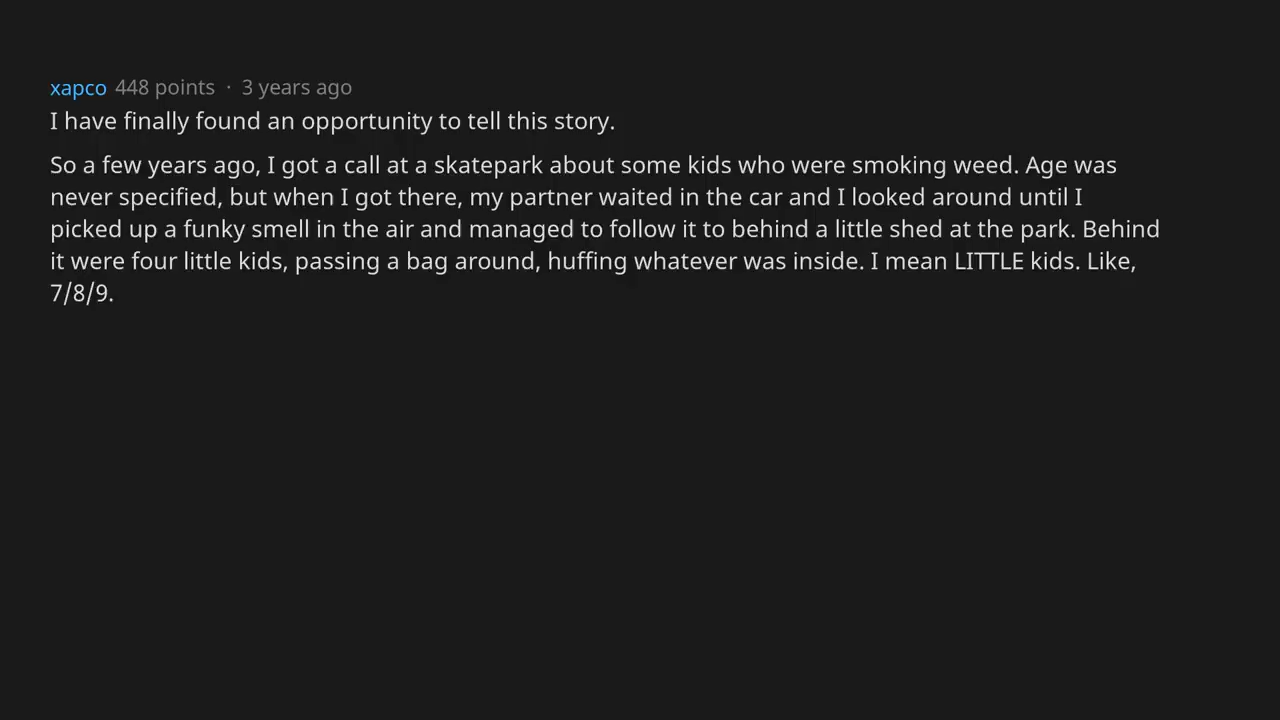 xapco 448 points · 3 years ago
I have finally found an opportunity to tell this story.
So a few years ago, I got a call at a skatepark about some kids who were smoking weed. Age was
never specified, but when I got there, my partner waited in the car and I looked around until I
picked up a funky smell in the air and managed to follow it to behind a little shed at the park. Behind
it were four little kids, passing a bag around, huffing whatever was inside. I mean LITTLE kids. Like,
7/8/9.